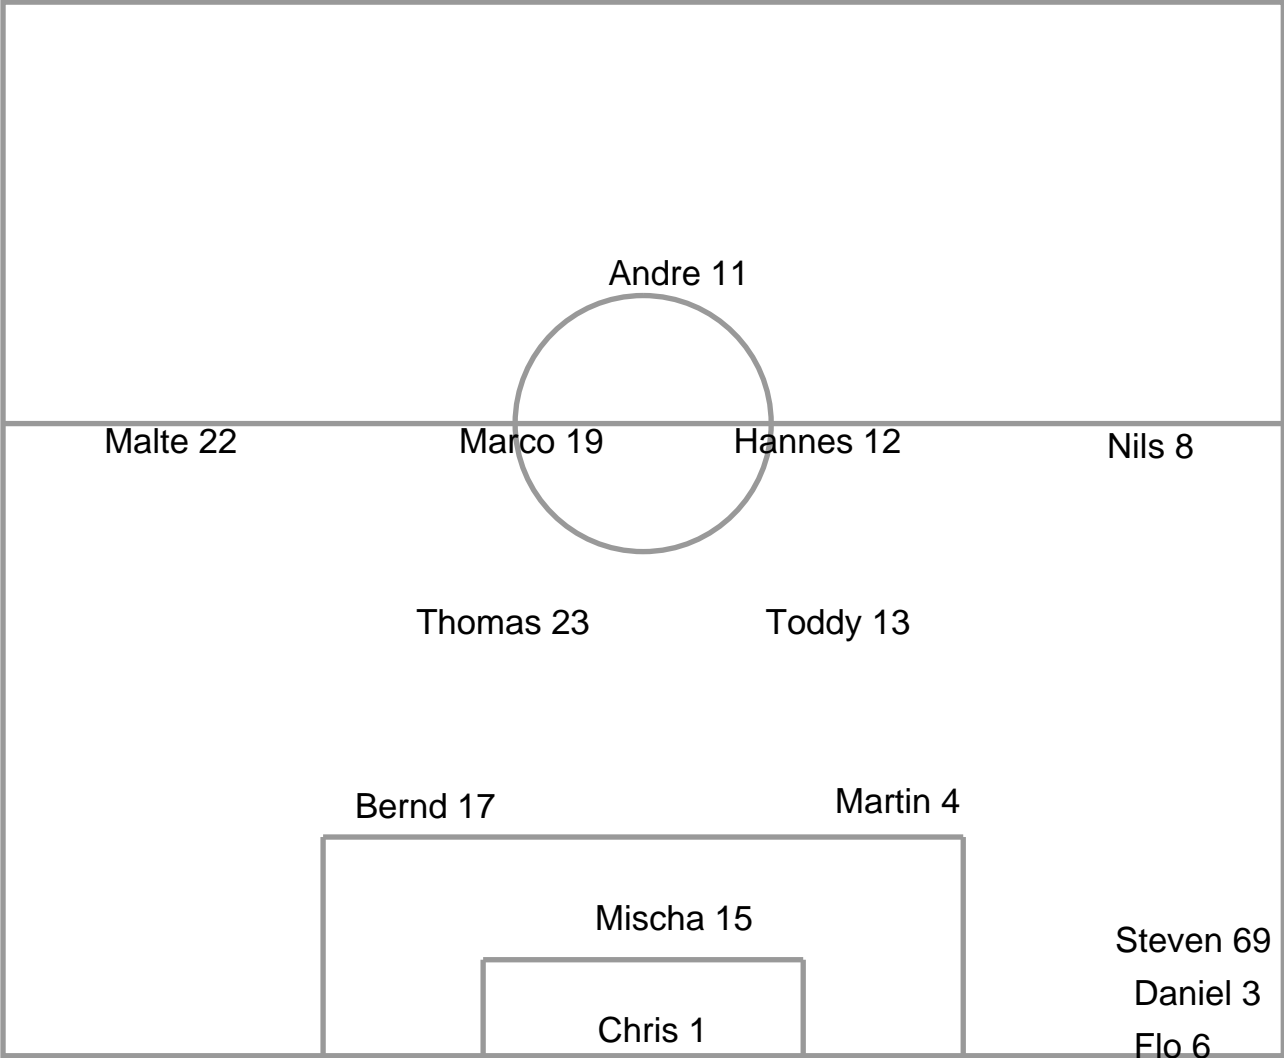 Andre 11
Malte 22
Marco 19
Hannes 12
Nils 8
Thomas 23
Toddy 13
Bernd 17
Martin 4
Mischa 15
Steven 69
Daniel 3
Chris 1
Flo 6